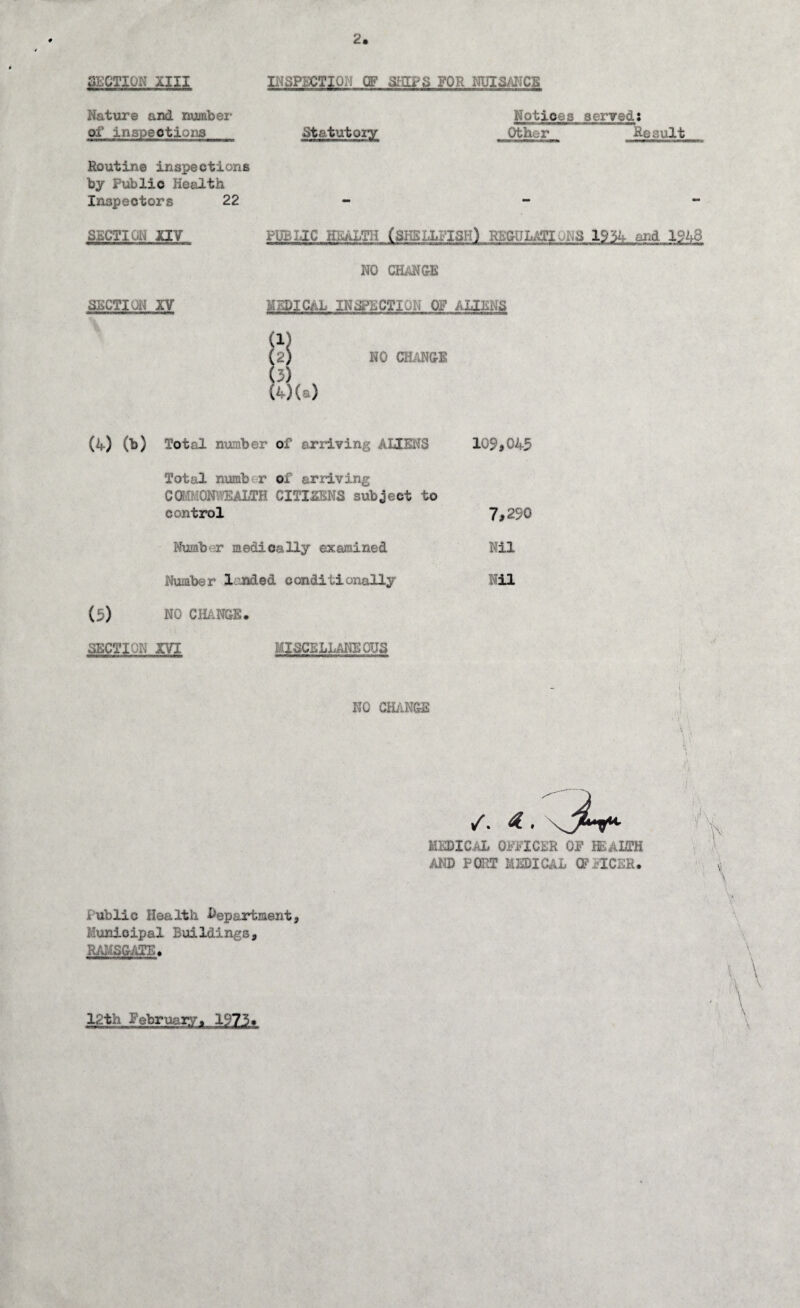 2.
SECTION XIII INSPECTION OF SHIPS FOR NUISANCE
Nature and number Notices served:
of inspections Statutory Other Result
Routine inspections
by Public Health
Inspectors 22 - - -
SECTION XIV PUBLIC HEALTH (SHELLFISH) REGULATIONS 1934 and 1948
NO CHANGE
SECTION XV MEDICAL INSPECTION OF ALIENS
(1)
(2) NO CHANGE
(3)
(4)(a)
(4) (b) Total number of arriving ALIENS 109,045
Total number of arriving
COMMONWEALTH CITIZENS subject to
control 7,290
Number medically examined Nil
Number landed conditionally Nil
(5) NO CHANGE.
SECTION XVI MISCELLANEOUS
NO CHANGE
MEDICAL OFFICER OF HEALTH
AND PORT MEDICAL OFFICER.
Public Health Department,
Municipal Buildings,
RAMSGATE.
12th February, 1973.